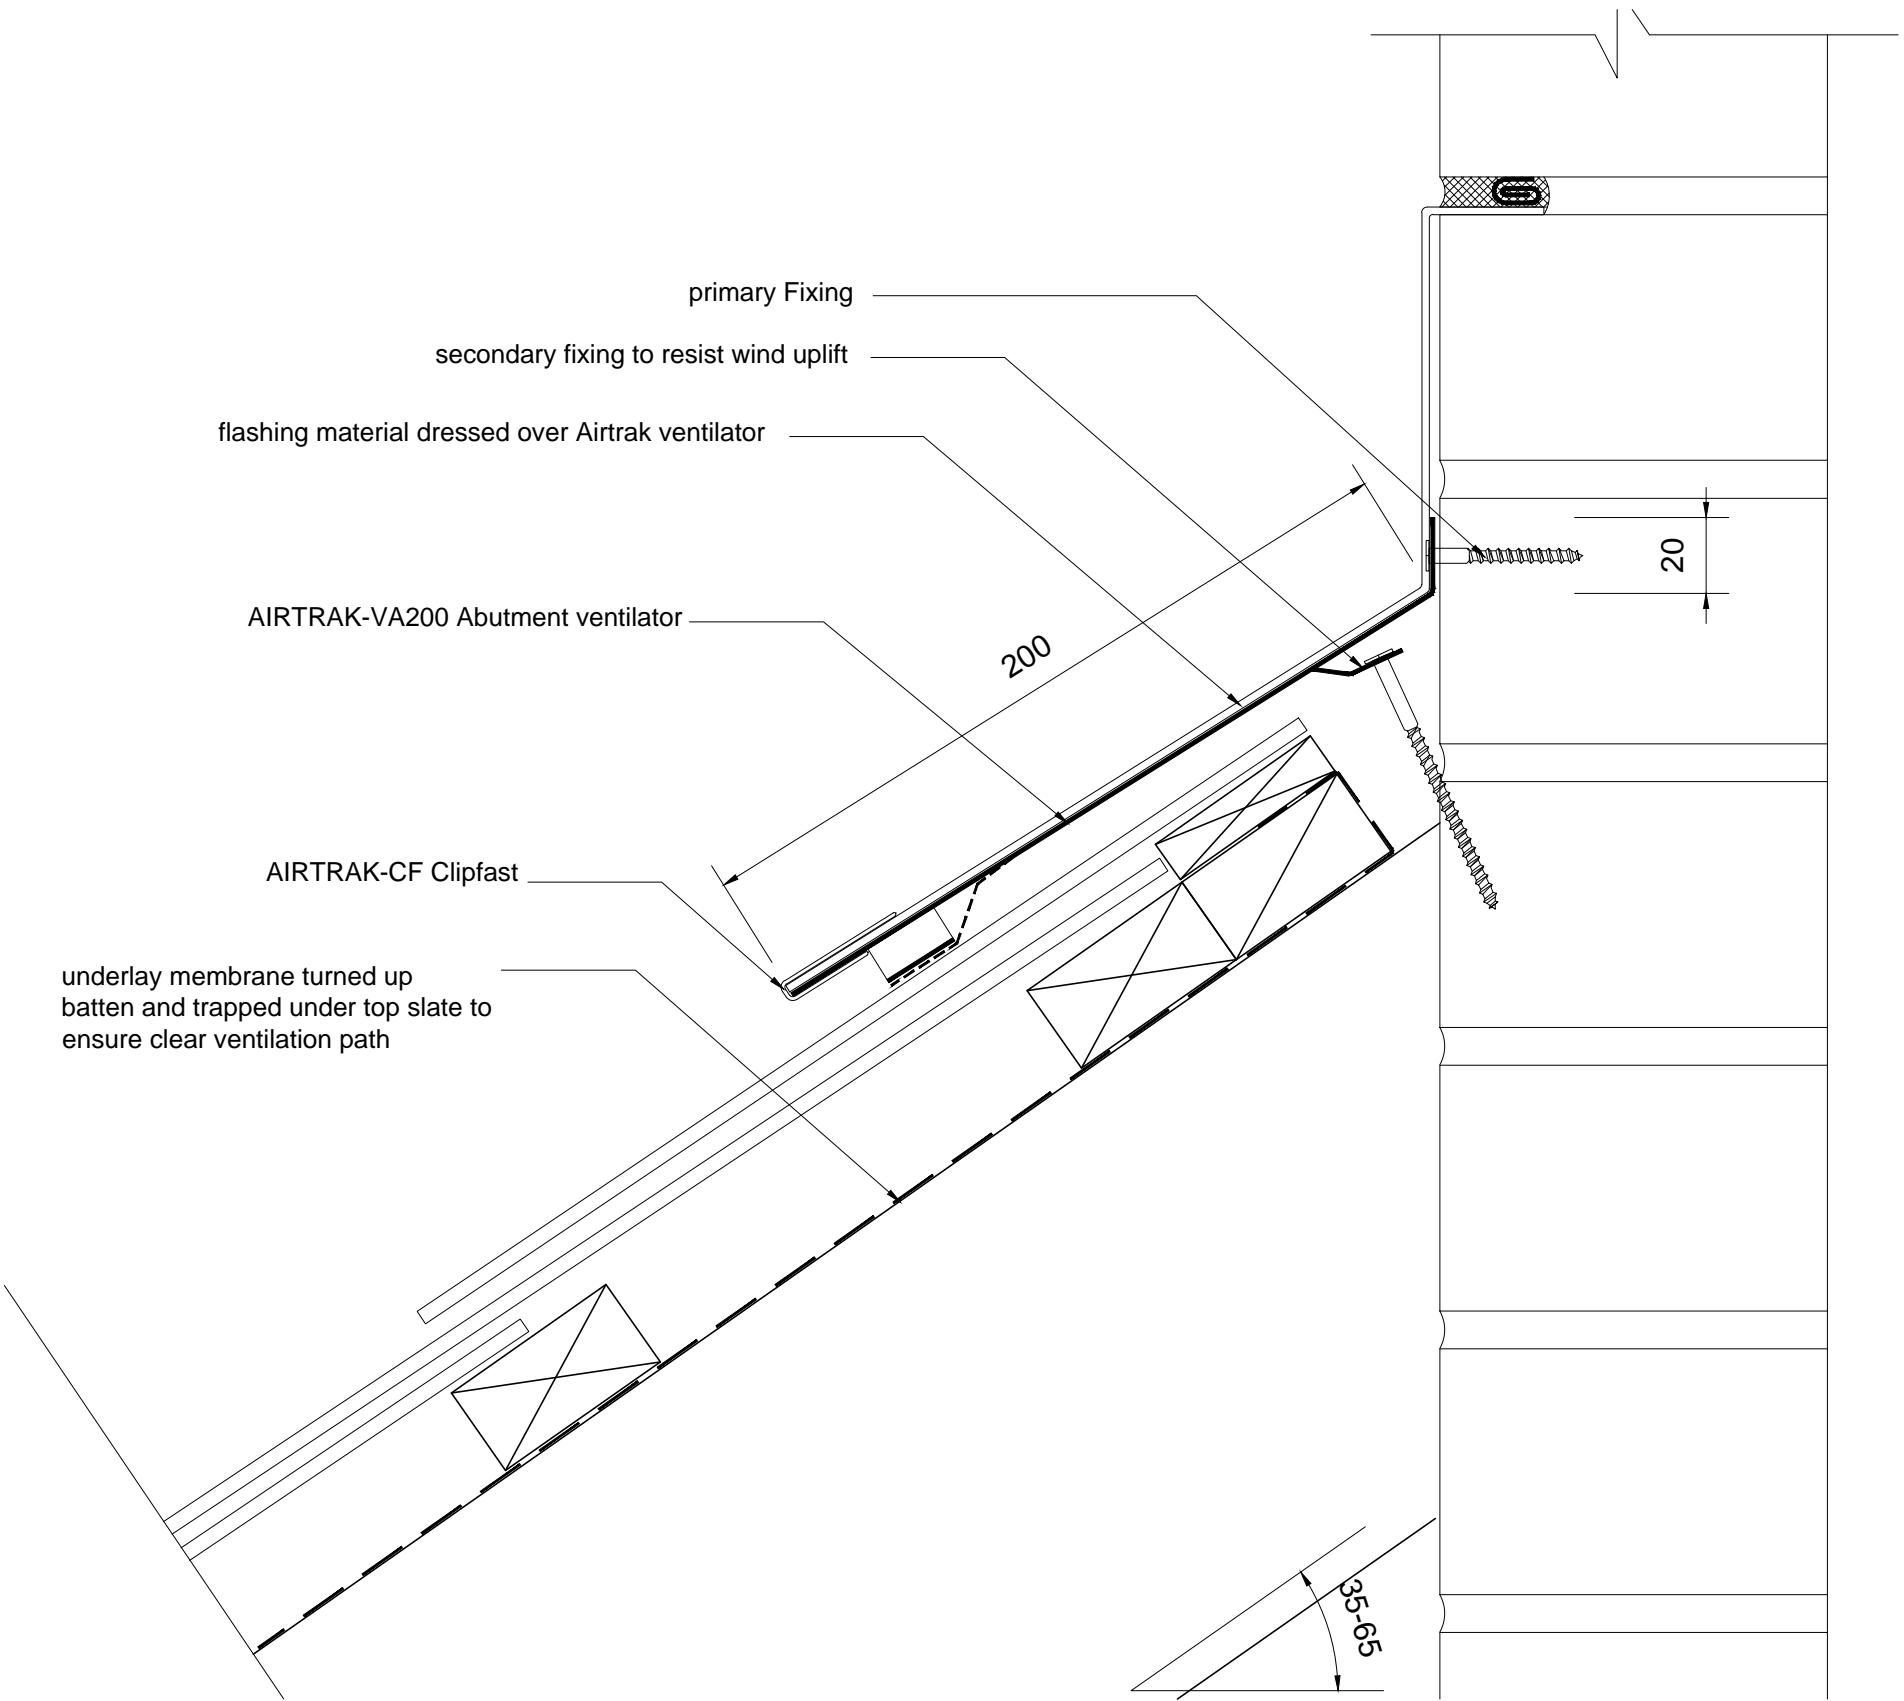 primary Fixing
secondary fixing to resist wind uplift
flashing material dressed over Airtrak ventilator
20
AIRTRAK-VA200 Abutment ventilator
200
AIRTRAK-CF Clipfast
underlay membrane turned up
batten and trapped under top slate to
ensure clear ventilation path
35-65